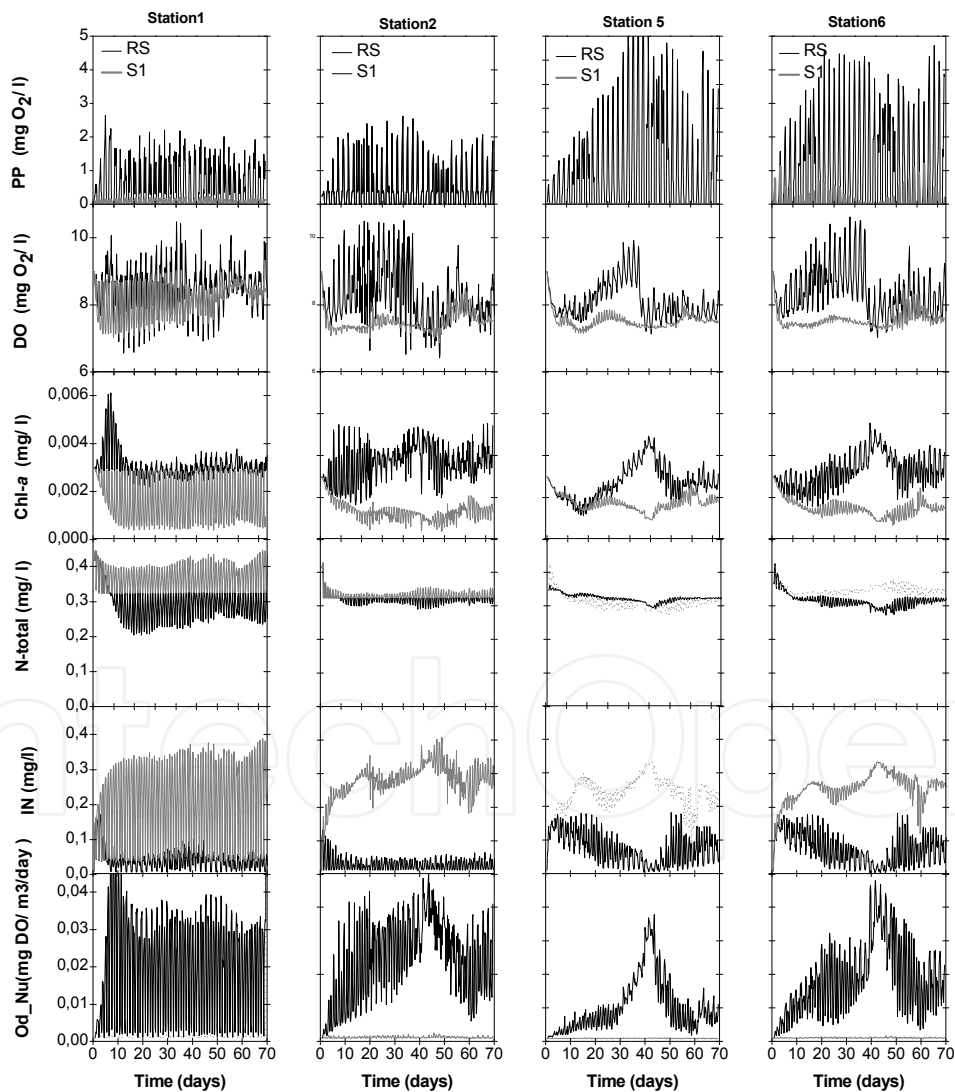 Station1 Station2 Station 5 Station6
RS
S1
RS
S1
RS
S1
RS
S1
PP (mg O2/ l)
5
4
3
2
1
0
DO (mg O2/ l)
10
8
6
10
8
6
Chl-a (mg/ l)
0,006
0,004
0,002
0,000
N-total (mg/ l)
0,4
0,3
0,2
0,1
0,0
IN (mg/l)
0,4
0,3
0,2
0,1
0,0
Od_Nu(mg DO/ m3/day )
0,04
0,03
0,02
0,01
0,00
0 10 20 30 40 50 60 70
0 10 20 30 40 50 60 70
0 10 20 30 40 50 60 70
0 10 20 30 40 50 60 70
Time (days) Time (days) Time (days) Time (days)
ntechOpe